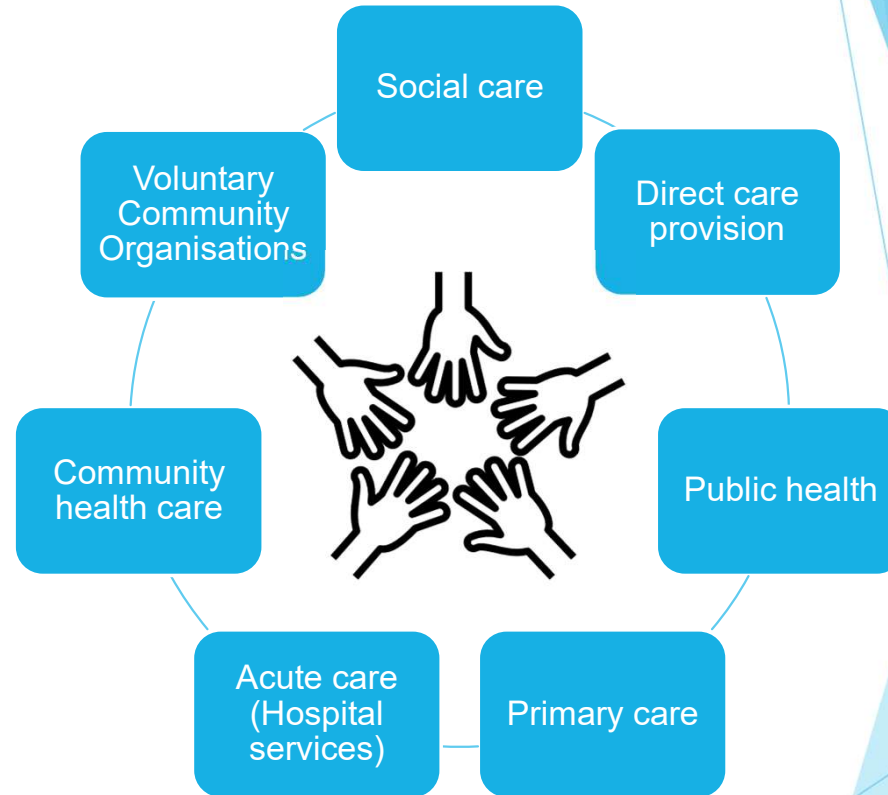 Social care
Direct care
provision
Public health
Primary care
Acute care
(Hospital
services)
Community
health care
Voluntary
Community
Organisations